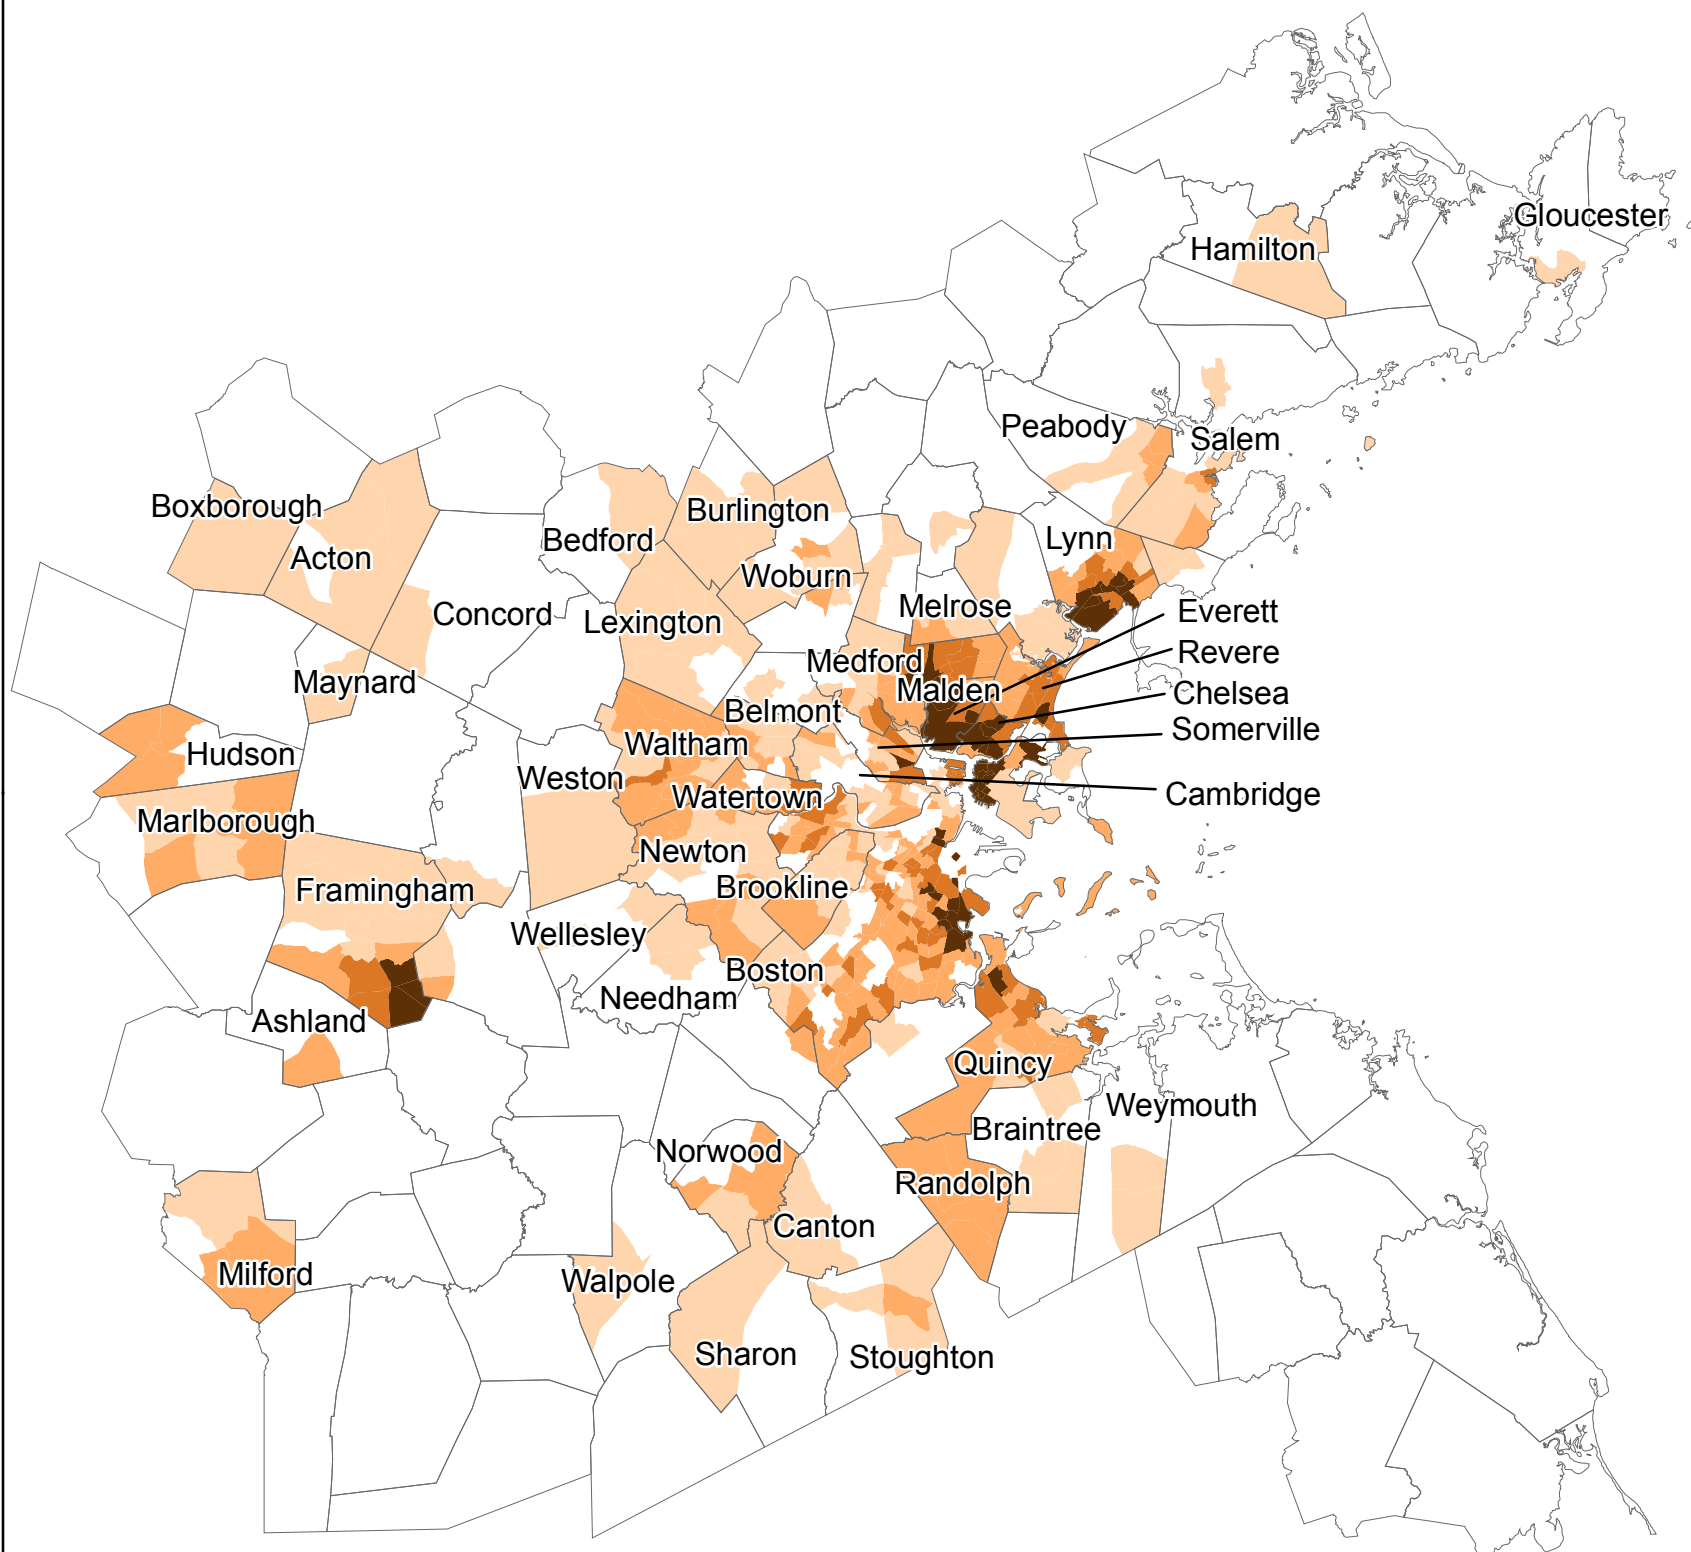 Gloucester
Hamilton
Peabody
Salem
Boxborough
Burlington
Bedford
Lynn
Acton
Woburn
Concord
Melrose
Everett
Lexington
Revere
Medford
Maynard
Malden
Chelsea
Belmont
Somerville
Waltham
Hudson
Weston
Watertown
Cambridge
Marlborough
Newton
Framingham
Brookline
Wellesley
Boston
Needham
Ashland
Quincy
Weymouth
Braintree
Norwood
Randolph
Canton
Milford
Walpole
Sharon
Stoughton